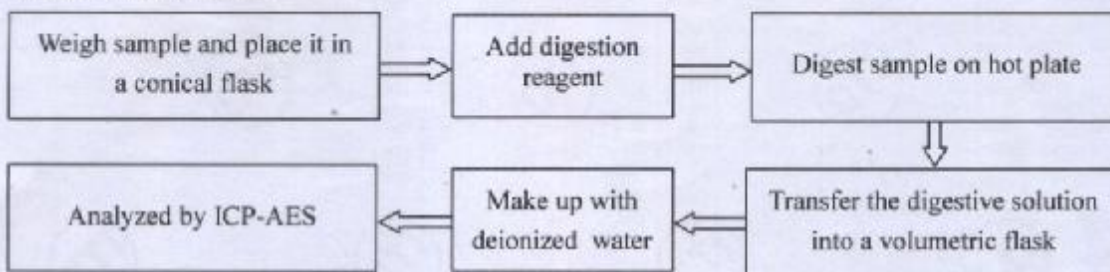 Weigh sample and place it in
a conical flask
Add digestion
reagent
Digest sample on hot plate
Transfer the digestive solution
into a volumetric flask
Make up with
deionized water
Analyzed by ICP-AES